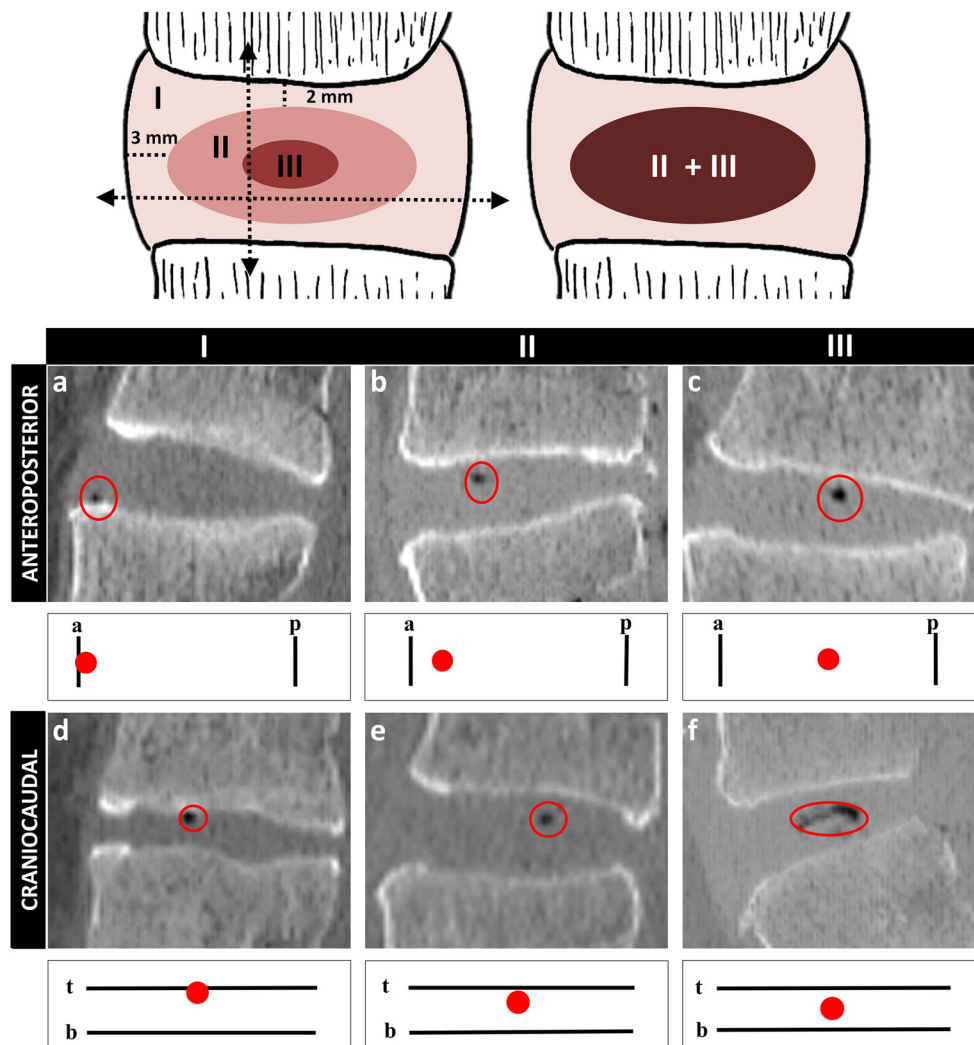 I
2 mm
3 mm
II
III
II + III
I II III
ANTEROPOSTERIOR
a b c
a p a p a p
CRANIOCAUDAL
d e f
t t t
b b b